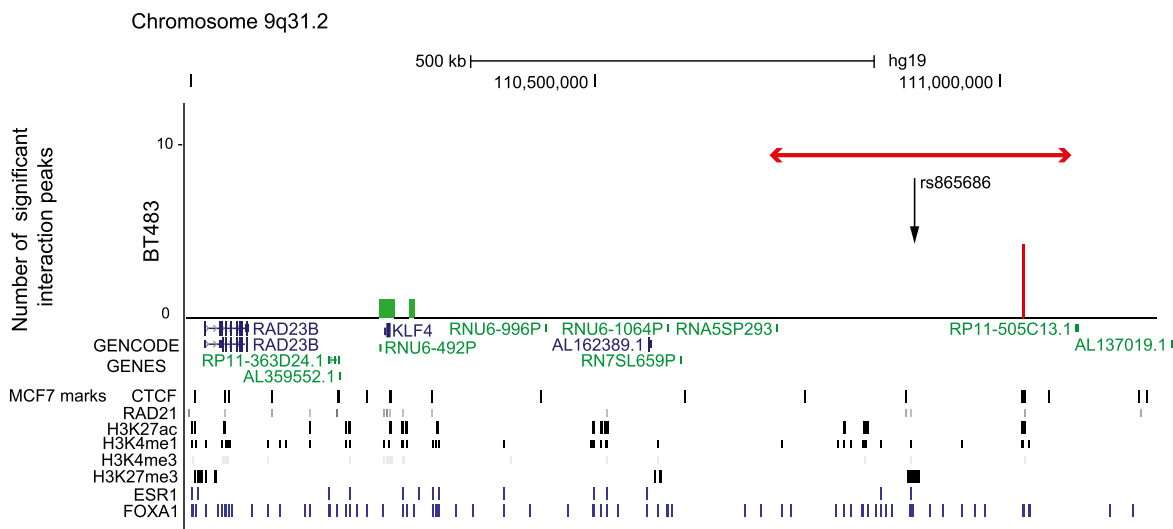 Chromosome 9q31.2
500 kb hg19
110,500,000 111,000,000
Number of significant
interaction peaks
BT483
10
rs865686
0
RAD23B KLF4 RNU6-996P RNU6-1064P RNA5SP293 RP11-505C13.1
GENCODE RAD23B RNU6-492P AL162389.1 AL137019.1
GENES RP11-363D24.1 RN7SL659P
AL359552.1
MCF7 marks CTCF
RAD21
H3K27ac
H3K4me1
H3K4me3
H3K27me3
ESR1
FOXA1